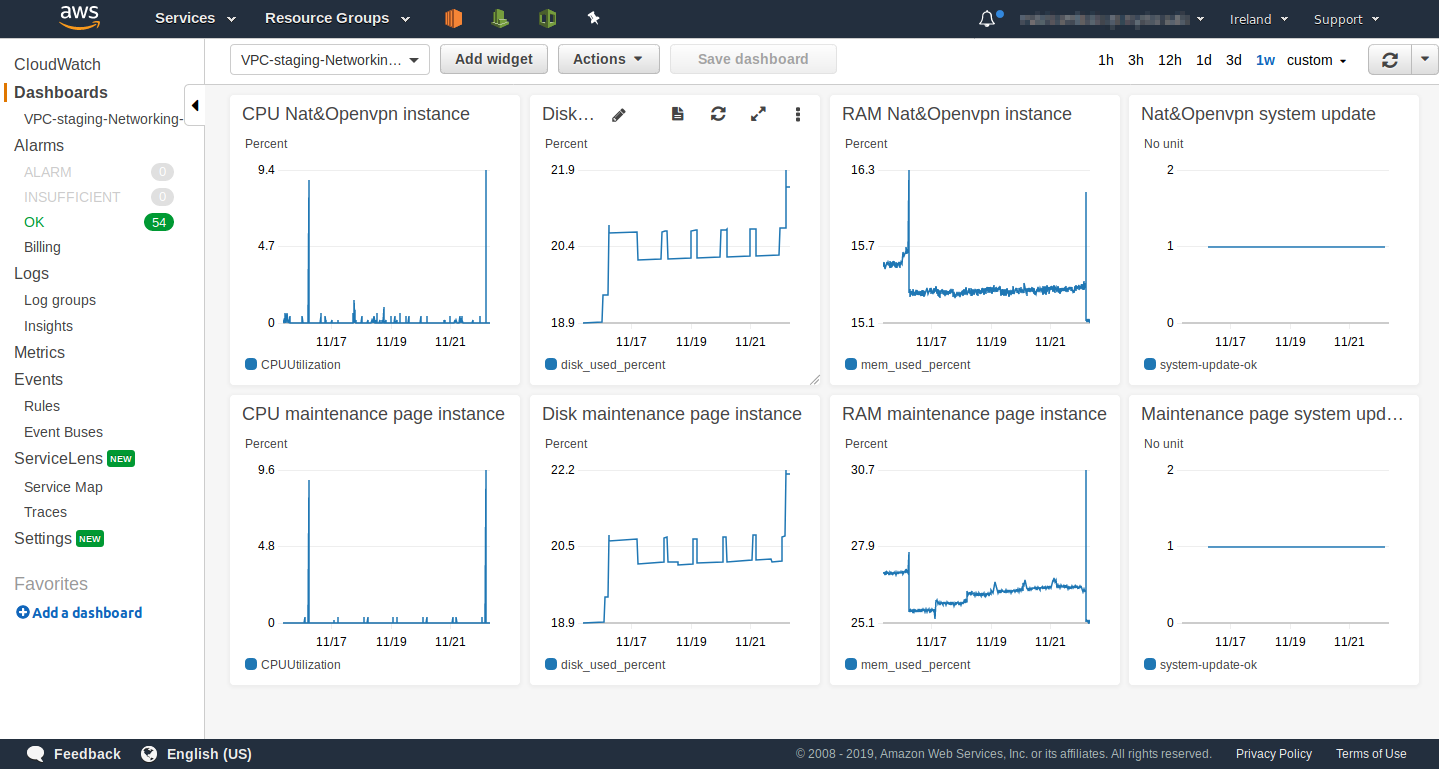 aws
Services
Resource Groups
Ireland
Support
CloudWatch
Dashboards
VPC-staging-Networking-
Alarms
ALARM 0
INSUFFICIENT 0
OK 54
Billing
Logs
Log groups
Insights
Metrics
Events
Rules
Event Buses
ServiceLens NEW
Service Map
Traces
Settings NEW
Favorites
Add a dashboard
VPC-staging-Networkin...
Add widget
Actions
Save dashboard
1h 3h 12h 1d 3d 1w custom
CPU Nat&Openvpn instance
Percent
9.4
4.7
0
11/17 11/19 11/21
CPUUtilization
Disk...
Percent
21.9
20.4
18.9
11/17 11/19 11/21
disk_used_percent
RAM Nat&Openvpn instance
Percent
16.3
15.7
15.1
11/17 11/19 11/21
mem_used_percent
Nat&Openvpn system update
No unit
2
1
0
11/17 11/19 11/21
system-update-ok
CPU maintenance page instance
Percent
9.6
4.8
0
11/17 11/19 11/21
CPUUtilization
Disk maintenance page instance
Percent
22.2
20.5
18.9
11/17 11/19 11/21
disk_used_percent
RAM maintenance page instance
Percent
30.7
27.9
25.1
11/17 11/19 11/21
mem_used_percent
Maintenance page system upd...
No unit
2
1
0
11/17 11/19 11/21
system-update-ok
Feedback
English (US)
© 2008 - 2019, Amazon Web Services, Inc. or its affiliates. All rights reserved.
Privacy Policy
Terms of Use